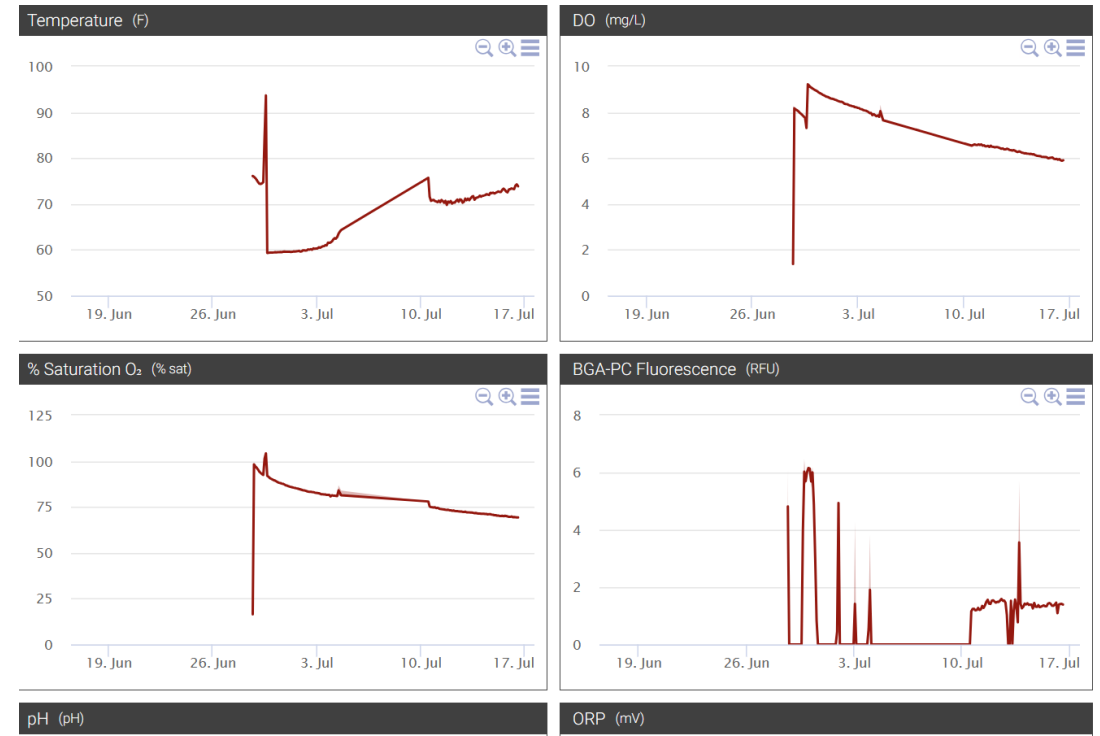 Temperature (F)
100
90
80
70
60
50
19. Jun 26. Jun 3. Jul 10. Jul 17. Jul
DO (mg/L)
10
8
6
4
2
0
19. Jun 26. Jun 3. Jul 10. Jul 17. Jul
% Saturation O₂ (% sat)
125
100
75
50
25
0
19. Jun 26. Jun 3. Jul 10. Jul 17. Jul
BGA-PC Fluorescence (RFU)
8
6
4
2
0
19. Jun 26. Jun 3. Jul 10. Jul 17. Jul
pH (pH)
ORP (mV)